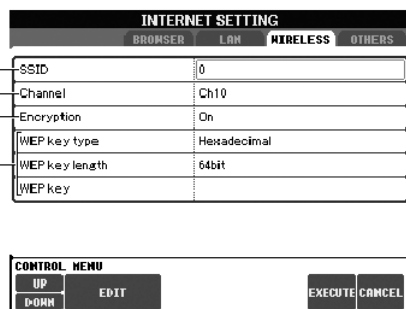 INTERNET SETTING
BROWSER LAN WIRELESS OTHERS
SSID 0
Channel Ch10
Encryption On
WEP key type Hexadecimal
WEP key length 64bit
WEP key
CONTROL MENU
UP
DOWN
EDIT
EXECUTE CANCEL